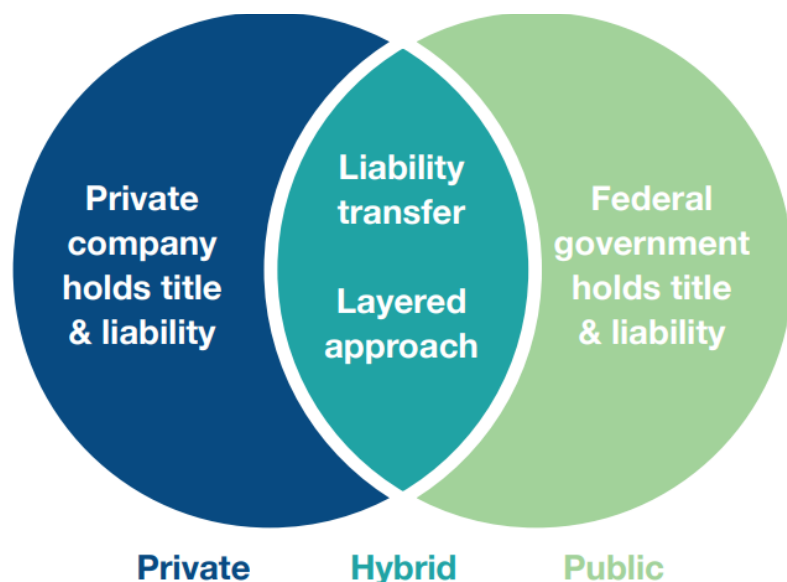 Private
company
holds title
& liability
Liability
transfer
Layered
approach
Federal
government
holds title
& liability
Private
Hybrid
Public